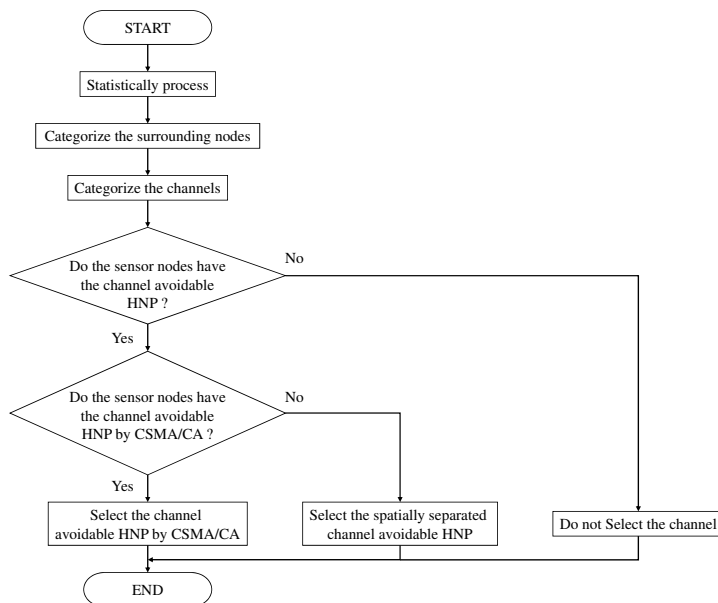 START
Statistically process
Categorize the surrounding nodes
Categorize the channels
Do the sensor nodes have
the channel avoidable
HNP ?
No
Yes
Do the sensor nodes have
the channel avoidable
HNP by CSMA/CA ?
No
Yes
Select the channel
avoidable HNP by CSMA/CA
Select the spatially separated
channel avoidable HNP
Do not Select the channel
END